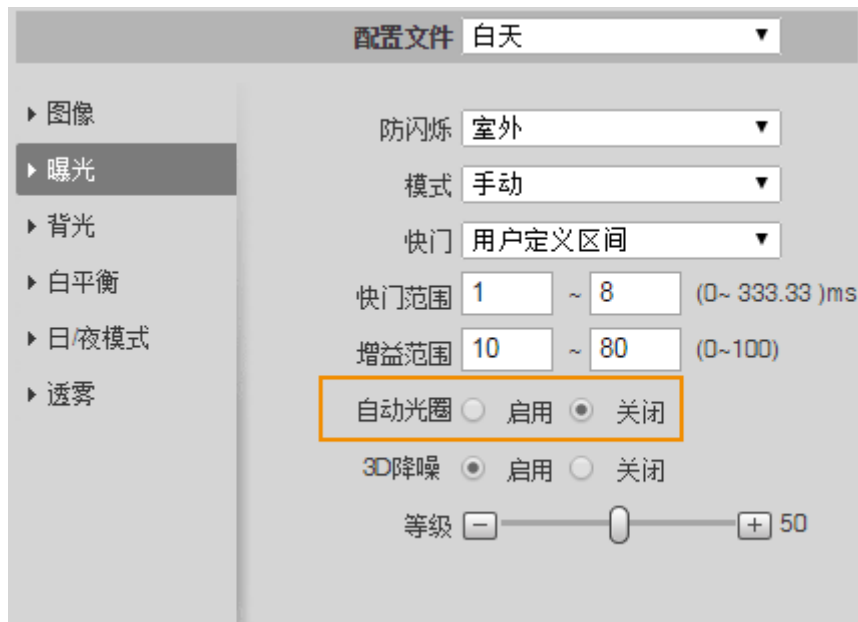 配置文件 白天
图像
曝光
背光
白平衡
日/夜模式
透雾
防闪烁 室外
模式 手动
快门 用户定义区间
快门范围 1 ~ 8 (0~ 333.33 )ms
增益范围 10 ~ 80 (0~100)
自动光圈 启用 关闭
3D降噪 启用 关闭
等级 50